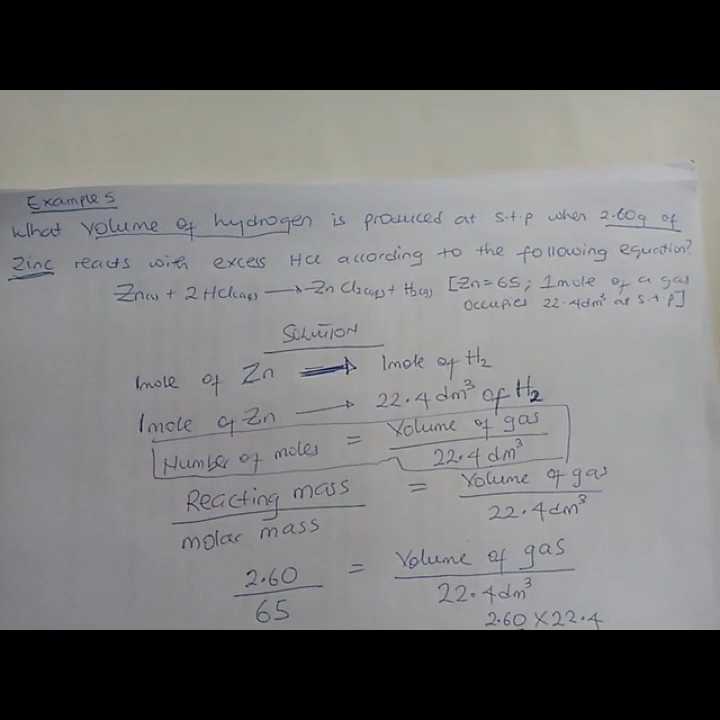 Example 5
What volume of hydrogen is produced at s.t.p when 2.60g of
Zinc reacts with excess HCl according to the following equation?
Zn(s) + 2HCl(aq) → ZnCl2(aq) + H2(g) [Zn=65; 1mole of a gas
occupies 22.4dm³ at s.t.p]
SOLUTION
1mole of Zn → 1mole of H2
1mole of Zn → 22.4dm³ of H2
Number of moles = Volume of gas / 22.4dm³
Reacting mass / molar mass = Volume of gas / 22.4dm³
2.60 / 65 = Volume of gas / 22.4dm³
2.60 X 22.4